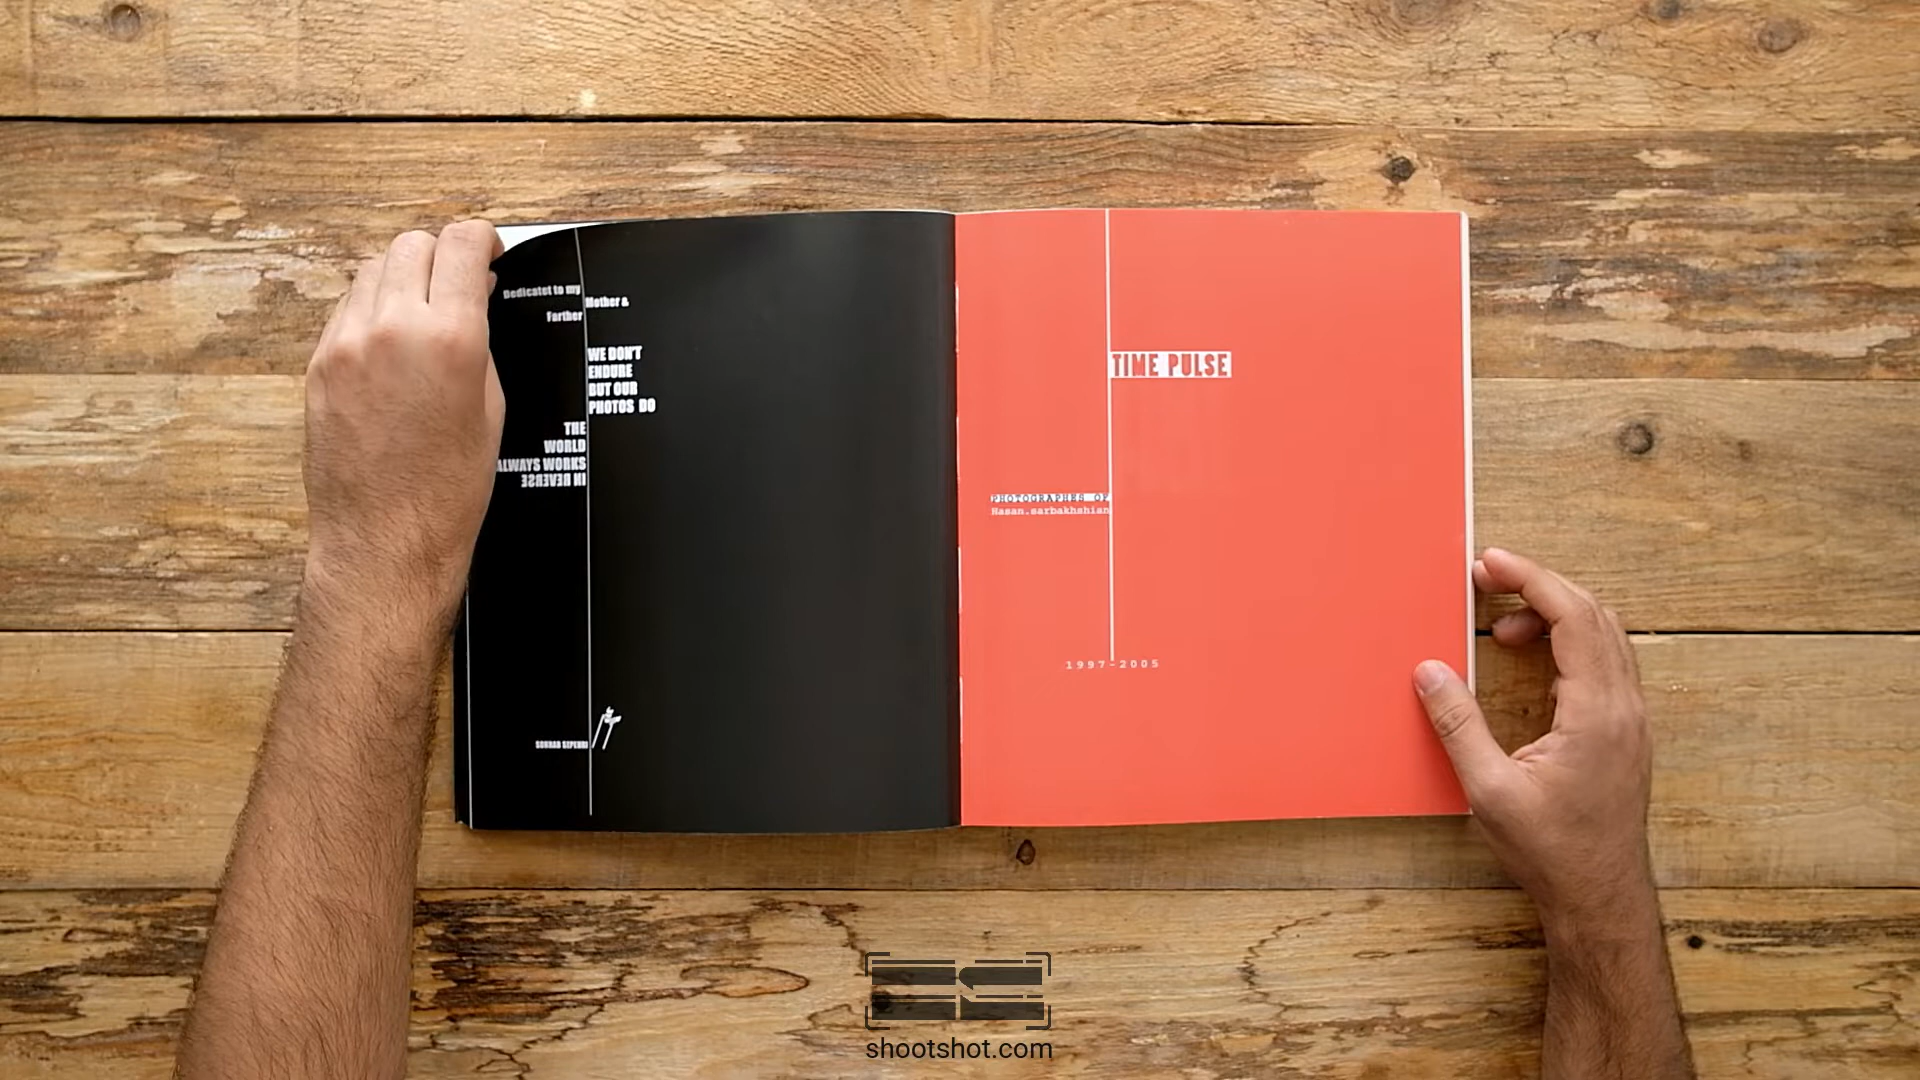 Dedicatet to my
Mother &
Farther
WE DON'T
ENDURE
BUT OUR
PHOTOS DO
THE
WORLD
ALWAYS WORKS
IN REVERSE
SOHRAB SEPEHRI
TIME PULSE
PHOTOGRAPHES OF
Hasan.sarbakhshian
1997-2005
shootshot.com